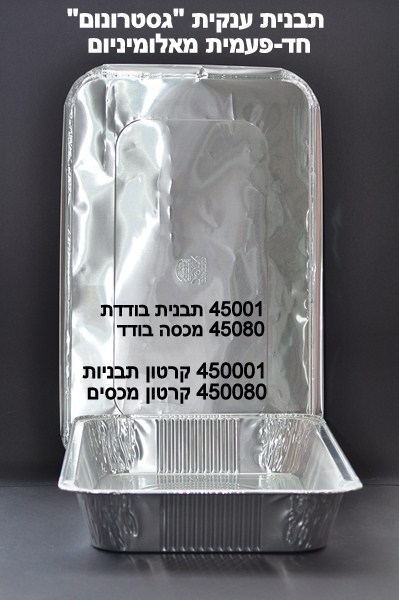 תבנית ענקית "גסטרונום"
חד-פעמית מאלומיניום
45001 תבנית בודדת
45080 מכסה בודד
450001 קרטון תבניות
450080 קרטון מכסים